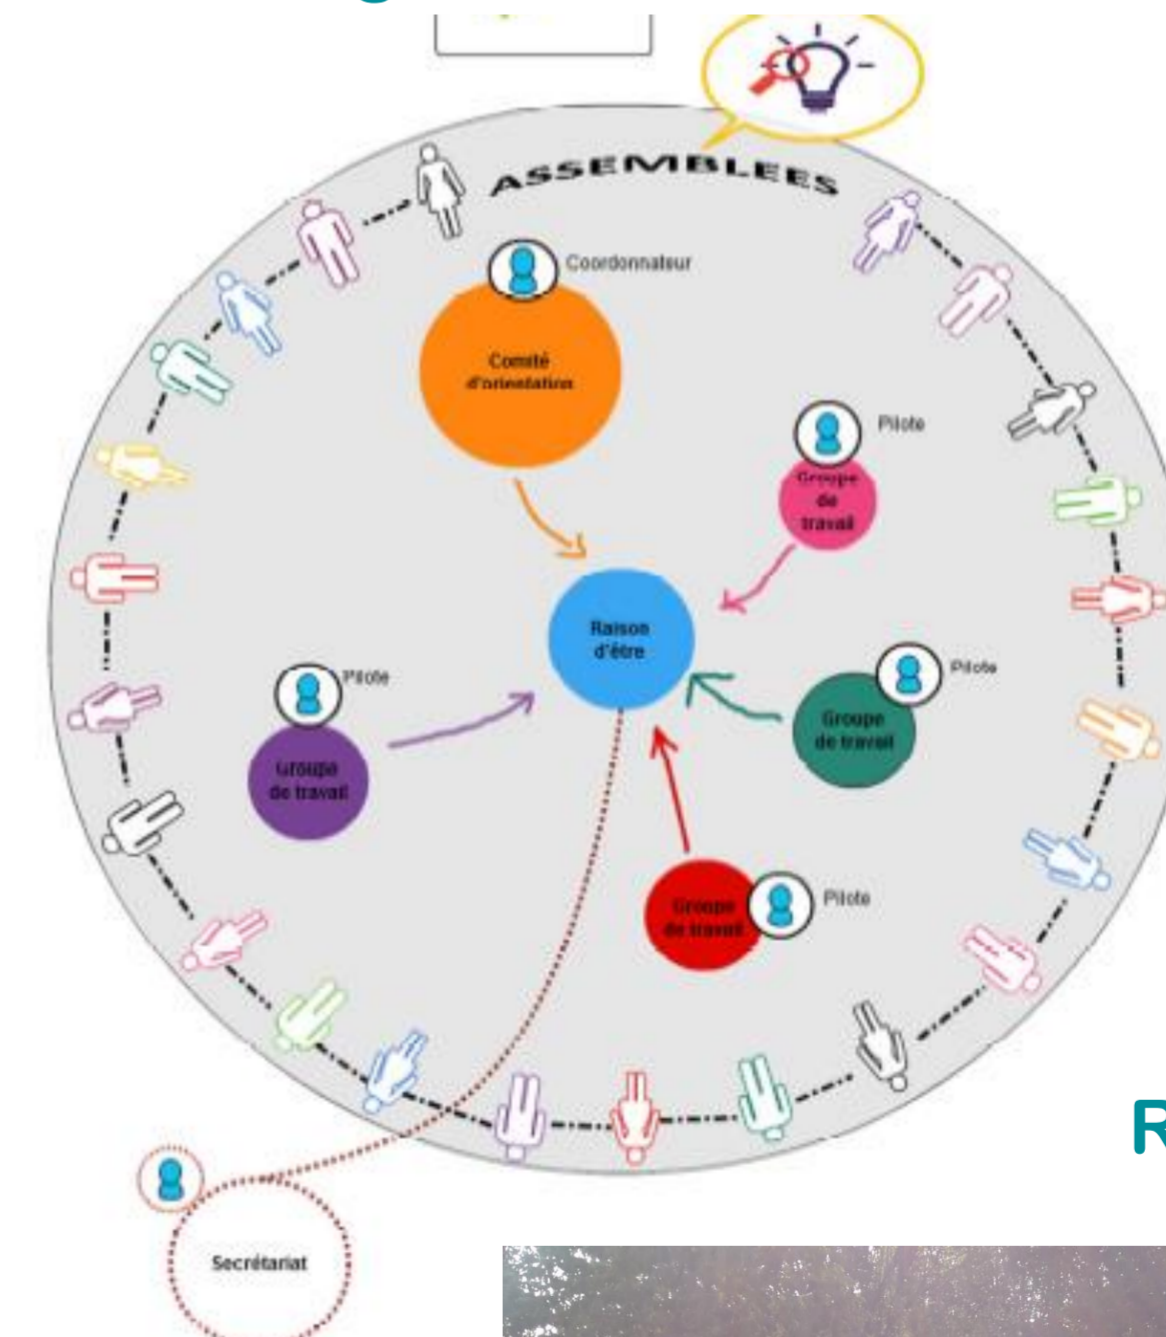 ASSEMBLEES
Coordonnateur
Comité
d'orientation
Pilote
Groupe
de
travail
Raison
d'être
Pilote
Groupe
de travail
Pilote
Groupe
de travail
Groupe
de travail
Pilote
R
Secrétariat